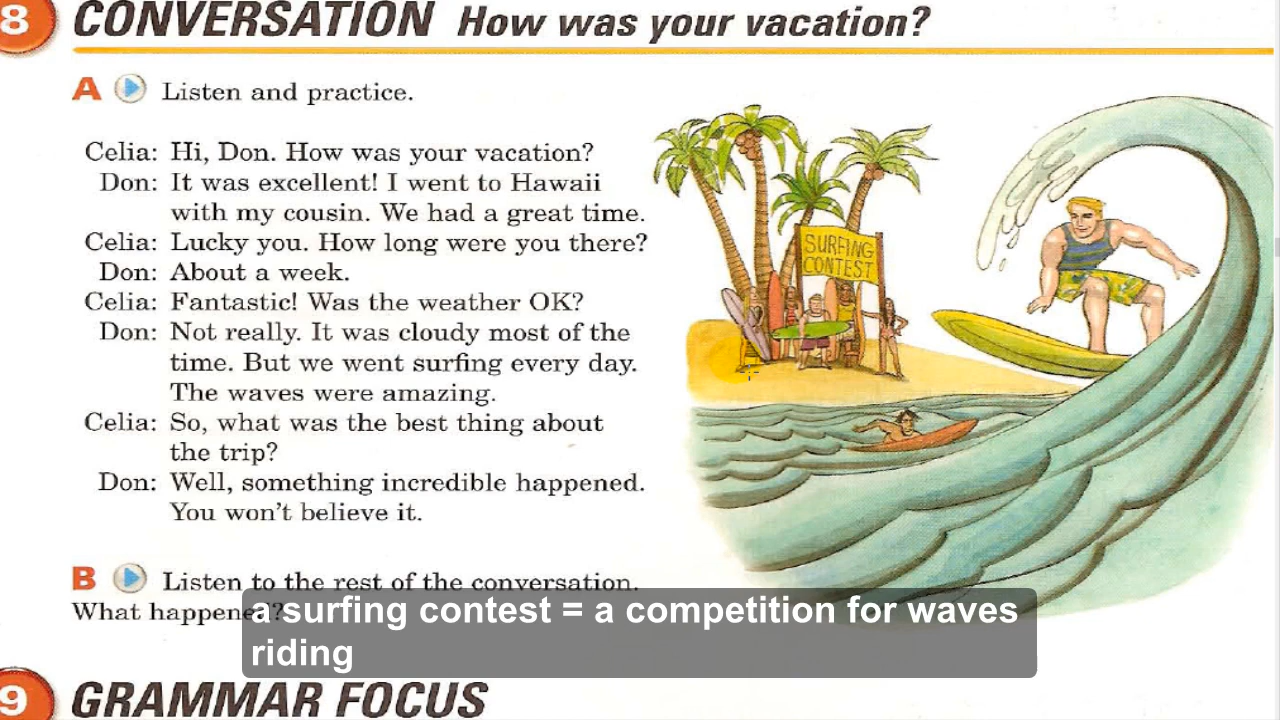 8 CONVERSATION How was your vacation?
A Listen and practice.
Celia: Hi, Don. How was your vacation?
Don: It was excellent! I went to Hawaii
with my cousin. We had a great time.
Celia: Lucky you. How long were you there?
Don: About a week.
Celia: Fantastic! Was the weather OK?
Don: Not really. It was cloudy most of the
time. But we went surfing every day.
The waves were amazing.
Celia: So, what was the best thing about
the trip?
Don: Well, something incredible happened.
You won't believe it.
SURFING
CONTEST
B Listen to the rest of the conversation.
What happened?
a surfing contest = a competition for waves
riding
9 GRAMMAR FOCUS